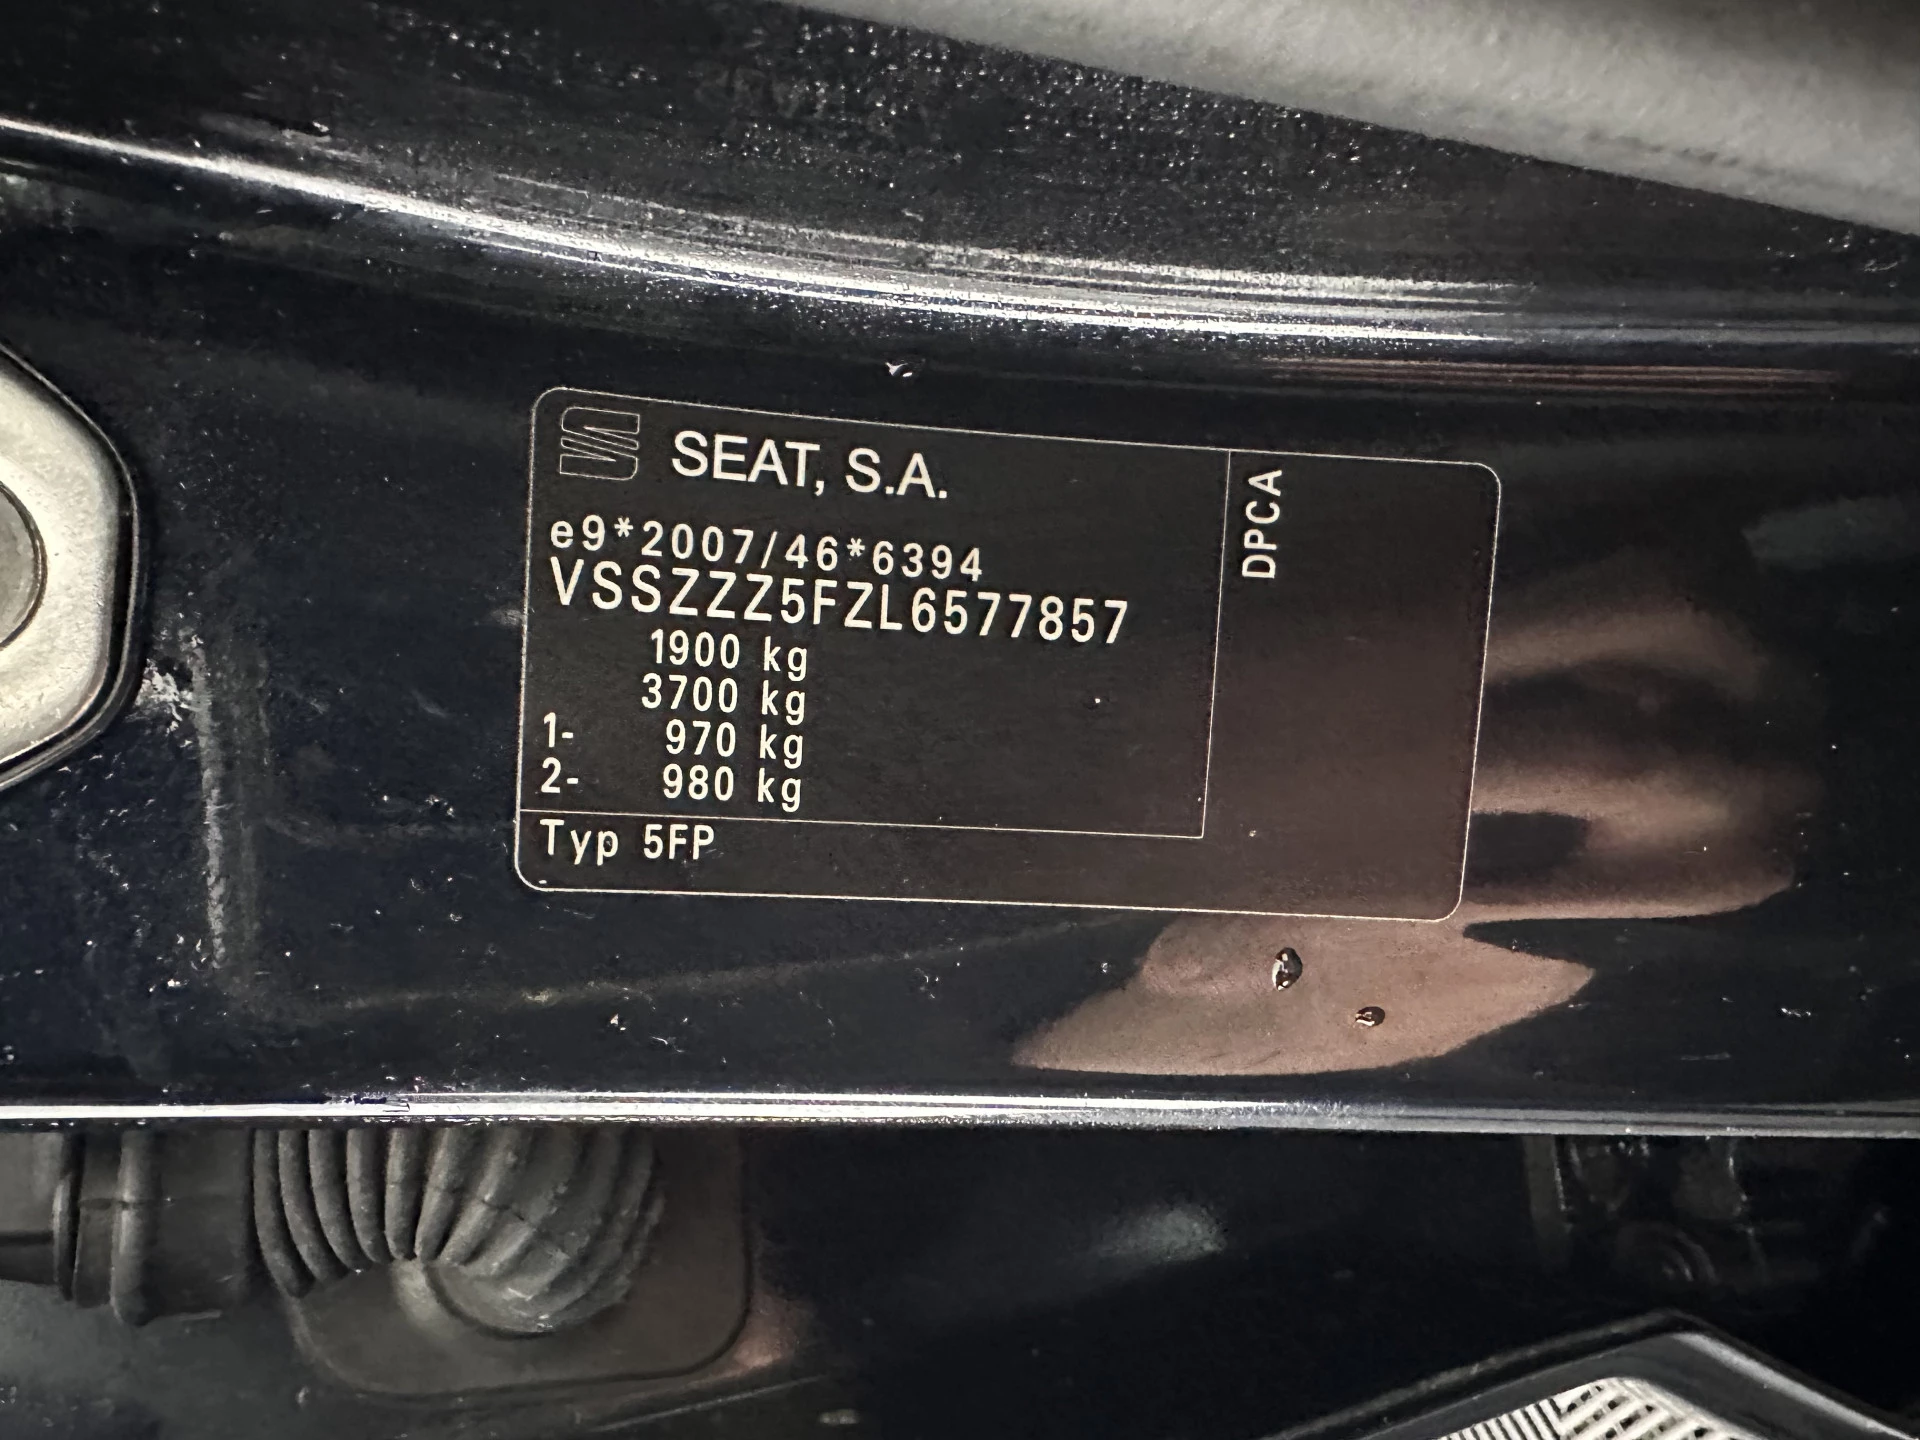 SEAT, S.A.
e9*2007/46*6394
VSSZZZ5FZL6577857
1900 kg
3700 kg
1- 970 kg
2- 980 kg
Typ 5FP
DPCA